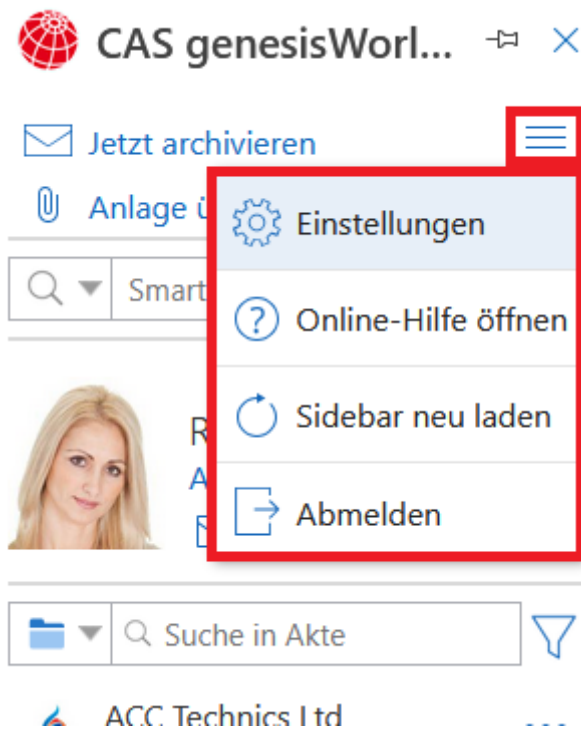 CAS genesisWorl...
Jetzt archivieren
Anlage ü
Einstellungen
Smart
Online-Hilfe öffnen
R
Sidebar neu laden
A
Abmelden
Suche in Akte
ACC Technics Ltd